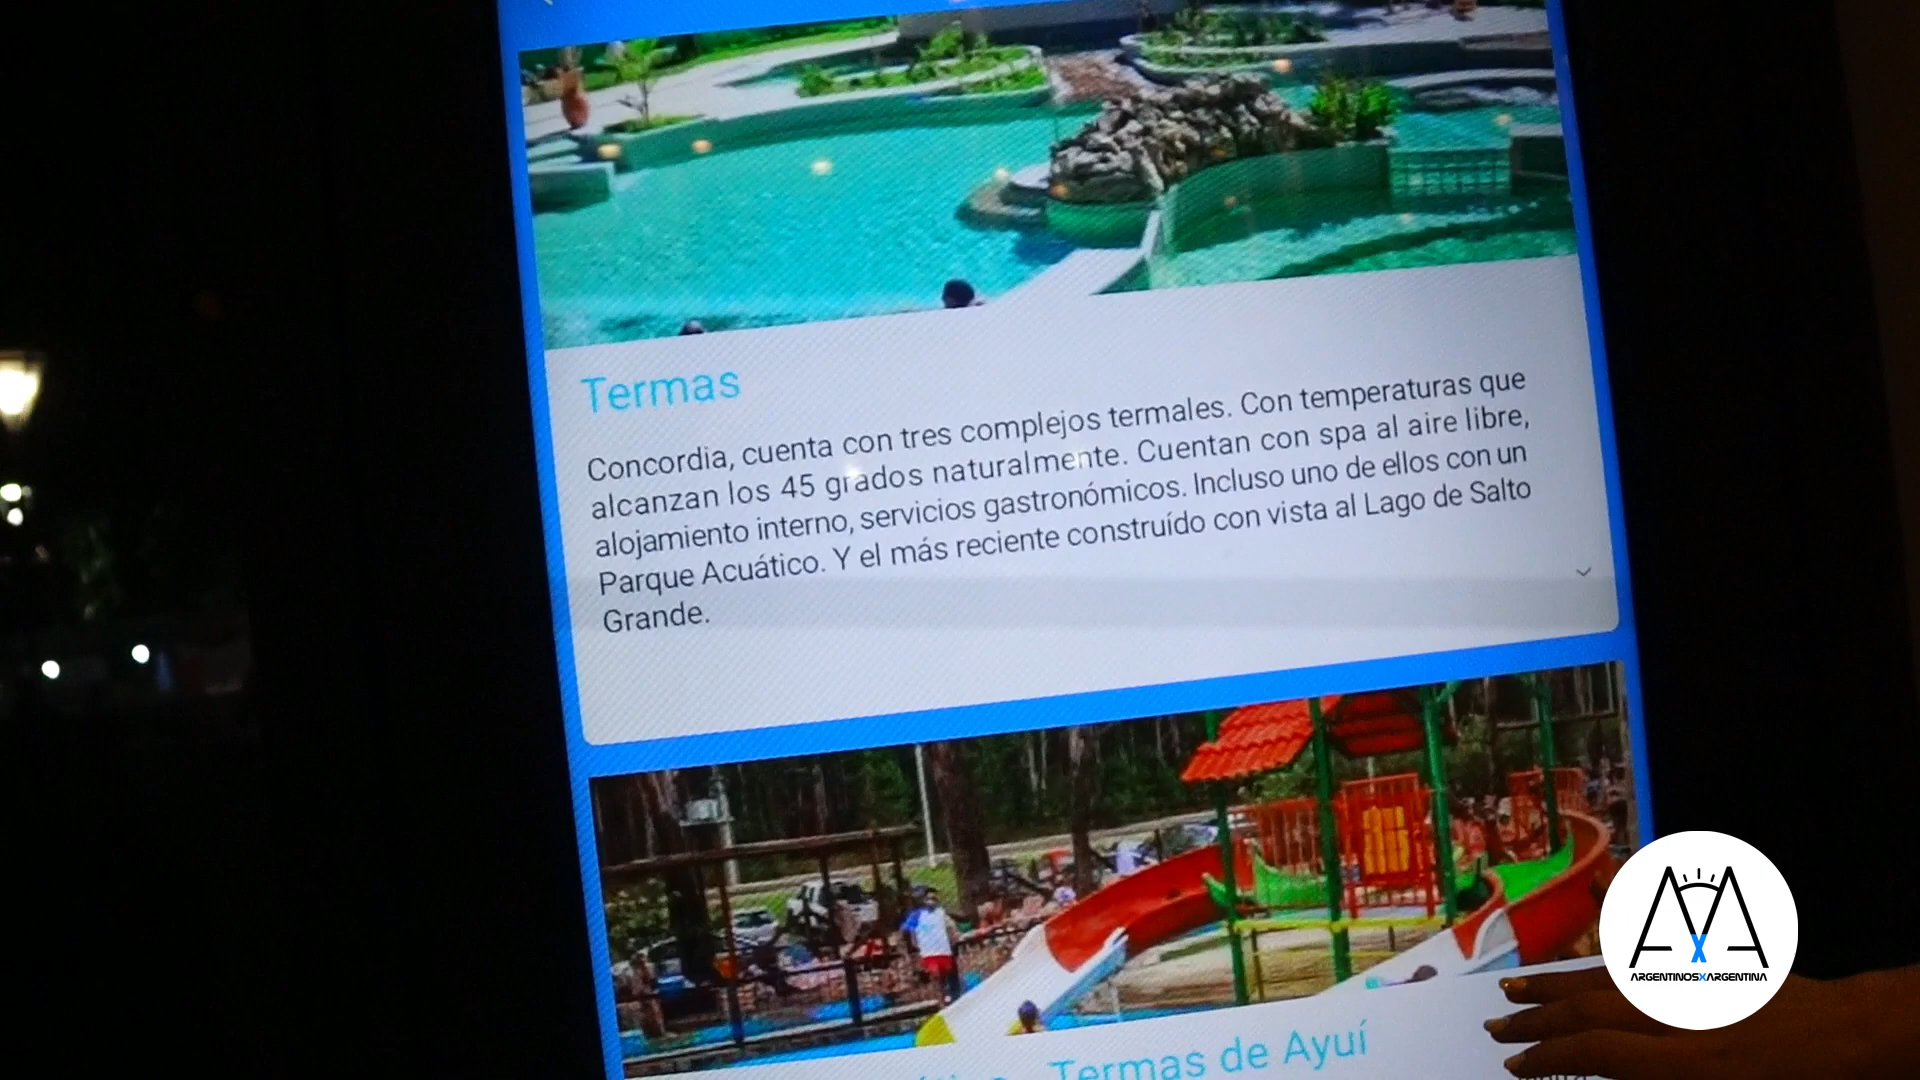 Termas
Concordia, cuenta con tres complejos termales. Con temperaturas que
alcanzan los 45 grados naturalmente. Cuentan con spa al aire libre,
alojamiento interno, servicios gastronómicos. Incluso uno de ellos con un
Parque Acuático. Y el más reciente construído con vista al Lago de Salto
Grande.
Termas de Ayuí
AXA
ARGENTINOSXARGENTINA